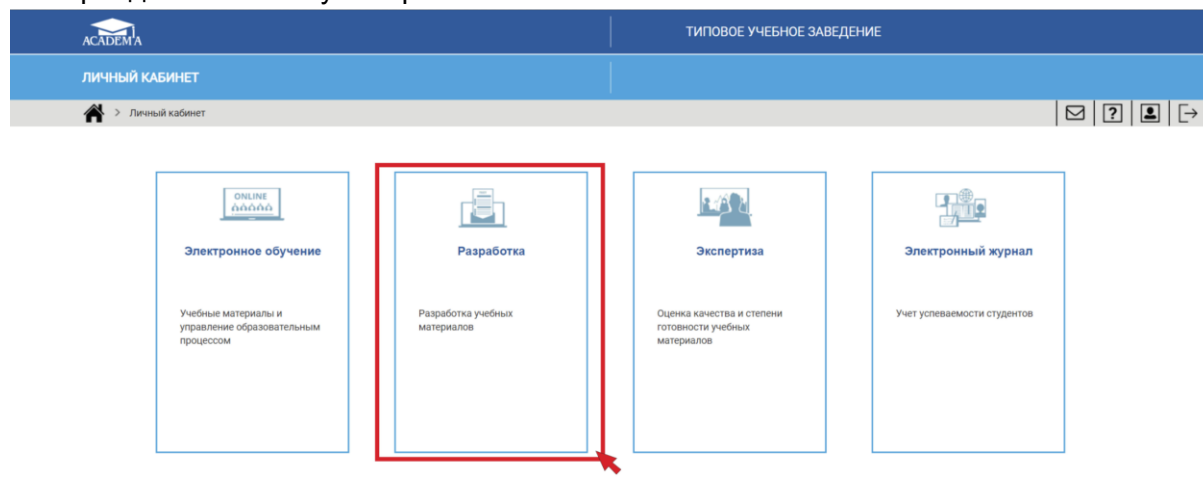 ACADEM'A
ТИПОВОЕ УЧЕБНОЕ ЗАВЕДЕНИЕ
ЛИЧНЫЙ КАБИНЕТ
> Личный кабинет
?
ONLINE
Электронное обучение
Учебные материалы и
управление образовательным
процессом
Разработка
Разработка учебных
материалов
Экспертиза
Оценка качества и степени
готовности учебных
материалов
Электронный журнал
Учет успеваемости студентов